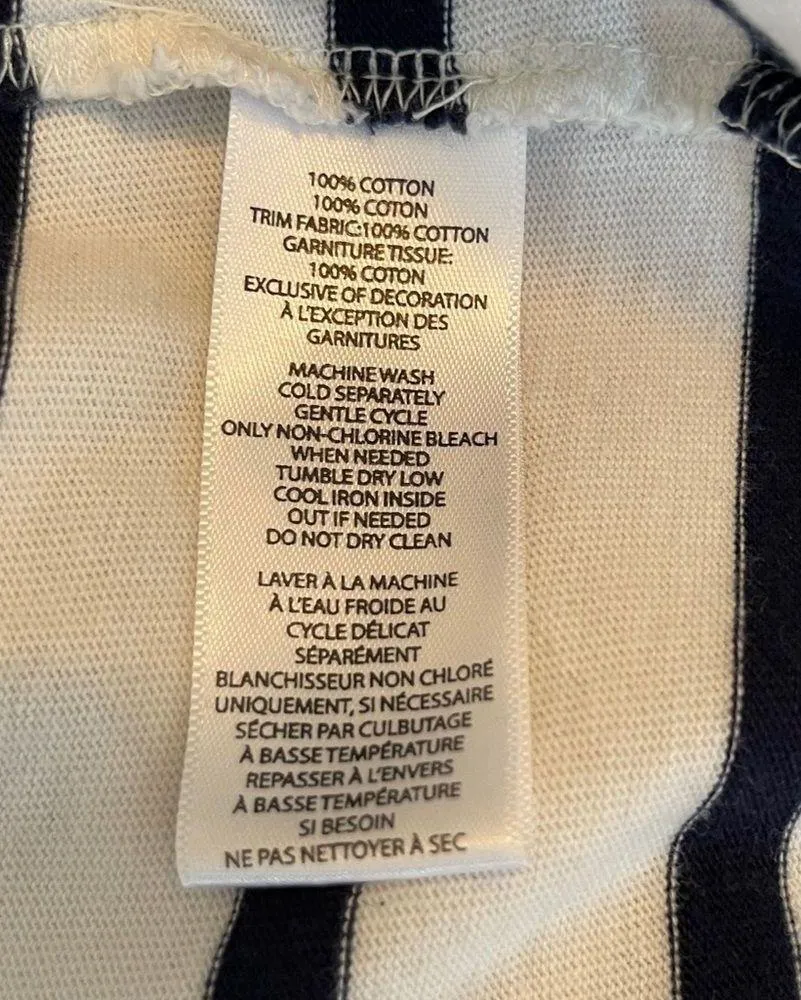 100% COTTON
100% COTON
TRIM FABRIC:100% COTTON
GARNITURE TISSUE:
100% COTON
EXCLUSIVE OF DECORATION
À L'EXCEPTION DES
GARNITURES
MACHINE WASH
COLD SEPARATELY
GENTLE CYCLE
ONLY NON-CHLORINE BLEACH
WHEN NEEDED
TUMBLE DRY LOW
COOL IRON INSIDE
OUT IF NEEDED
DO NOT DRY CLEAN
LAVER À LA MACHINE
À L'EAU FROIDE AU
CYCLE DÉLICAT
SÉPARÉMENT
BLANCHISSEUR NON CHLORÉ
UNIQUEMENT, SI NÉCESSAIRE
SÉCHER PAR CULBUTAGE
À BASSE TEMPÉRATURE
REPASSER À L'ENVERS
À BASSE TEMPÉRATURE
SI BESOIN
NE PAS NETTOYER À SEC